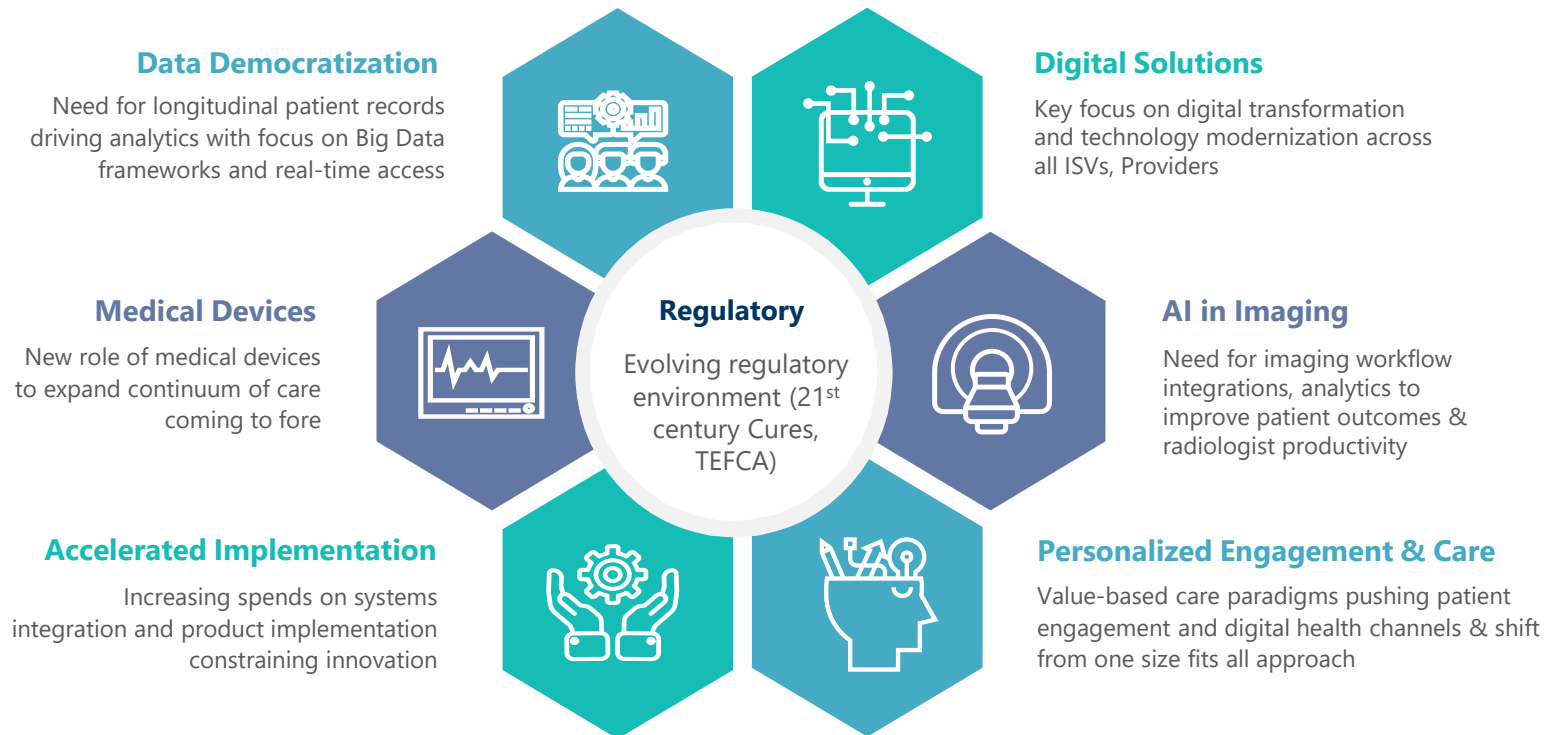 Data Democratization
Need for longitudinal patient records
driving analytics with focus on Big Data
frameworks and real-time access
Digital Solutions
Key focus on digital transformation
and technology modernization across
all ISVs, Providers
Medical Devices
New role of medical devices
to expand continuum of care
coming to fore
Regulatory
Evolving regulatory
environment (21st
century Cures,
TEFCA)
AI in Imaging
Need for imaging workflow
integrations, analytics to
improve patient outcomes &
radiologist productivity
Accelerated Implementation
Increasing spends on systems
integration and product implementation
constraining innovation
Personalized Engagement & Care
Value-based care paradigms pushing patient
engagement and digital health channels & shift
from one size fits all approach